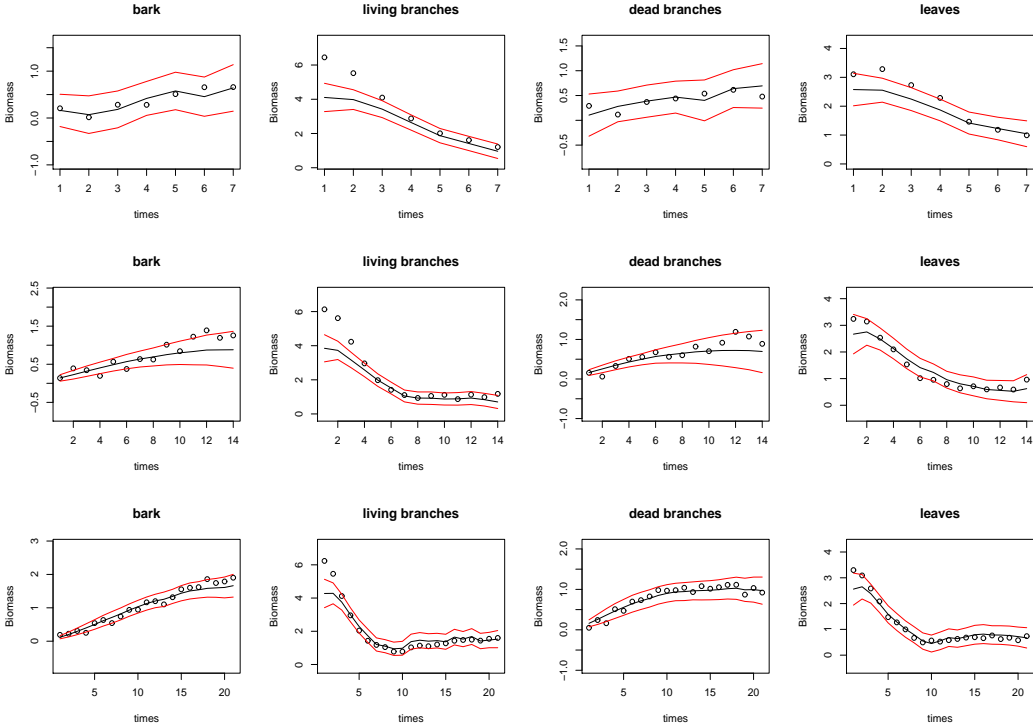 bark
Biomass
1.0
0.0
−1.0
1 2 3 4 5 6 7
times
living branches
Biomass
6
4
2
0
1 2 3 4 5 6 7
times
dead branches
Biomass
1.5
0.5
−0.5
1 2 3 4 5 6 7
times
leaves
Biomass
4
3
2
1
0
1 2 3 4 5 6 7
times
bark
Biomass
2.5
1.5
0.5
−0.5
2 4 6 8 10 12 14
times
living branches
Biomass
6
4
2
0
2 4 6 8 10 12 14
times
dead branches
Biomass
2.0
1.0
0.0
−1.0
2 4 6 8 10 12 14
times
leaves
Biomass
4
3
2
1
0
2 4 6 8 10 12 14
times
bark
Biomass
3
2
1
0
5 10 15 20
times
living branches
Biomass
6
4
2
0
5 10 15 20
times
dead branches
Biomass
2.0
1.0
0.0
−1.0
5 10 15 20
times
leaves
Biomass
4
3
2
1
0
5 10 15 20
times